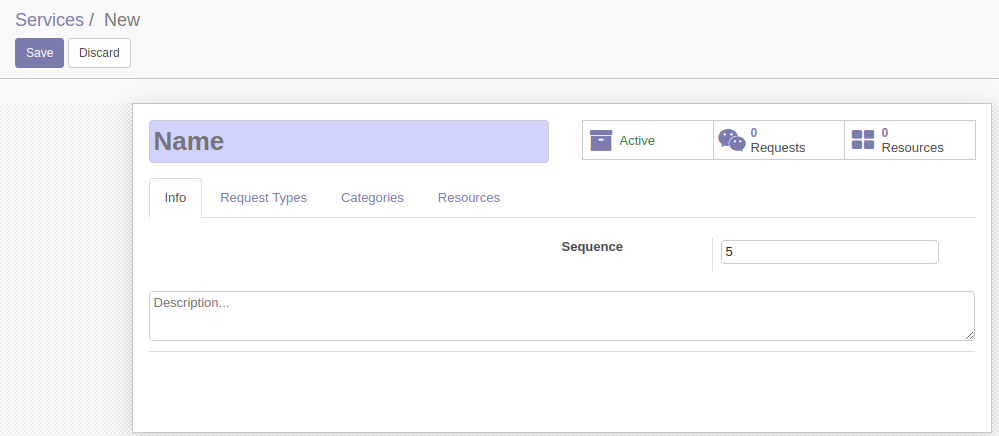 Services / New
Save Discard
Name
Active
0
Requests
0
Resources
Info Request Types Categories Resources
Sequence 5
Description...